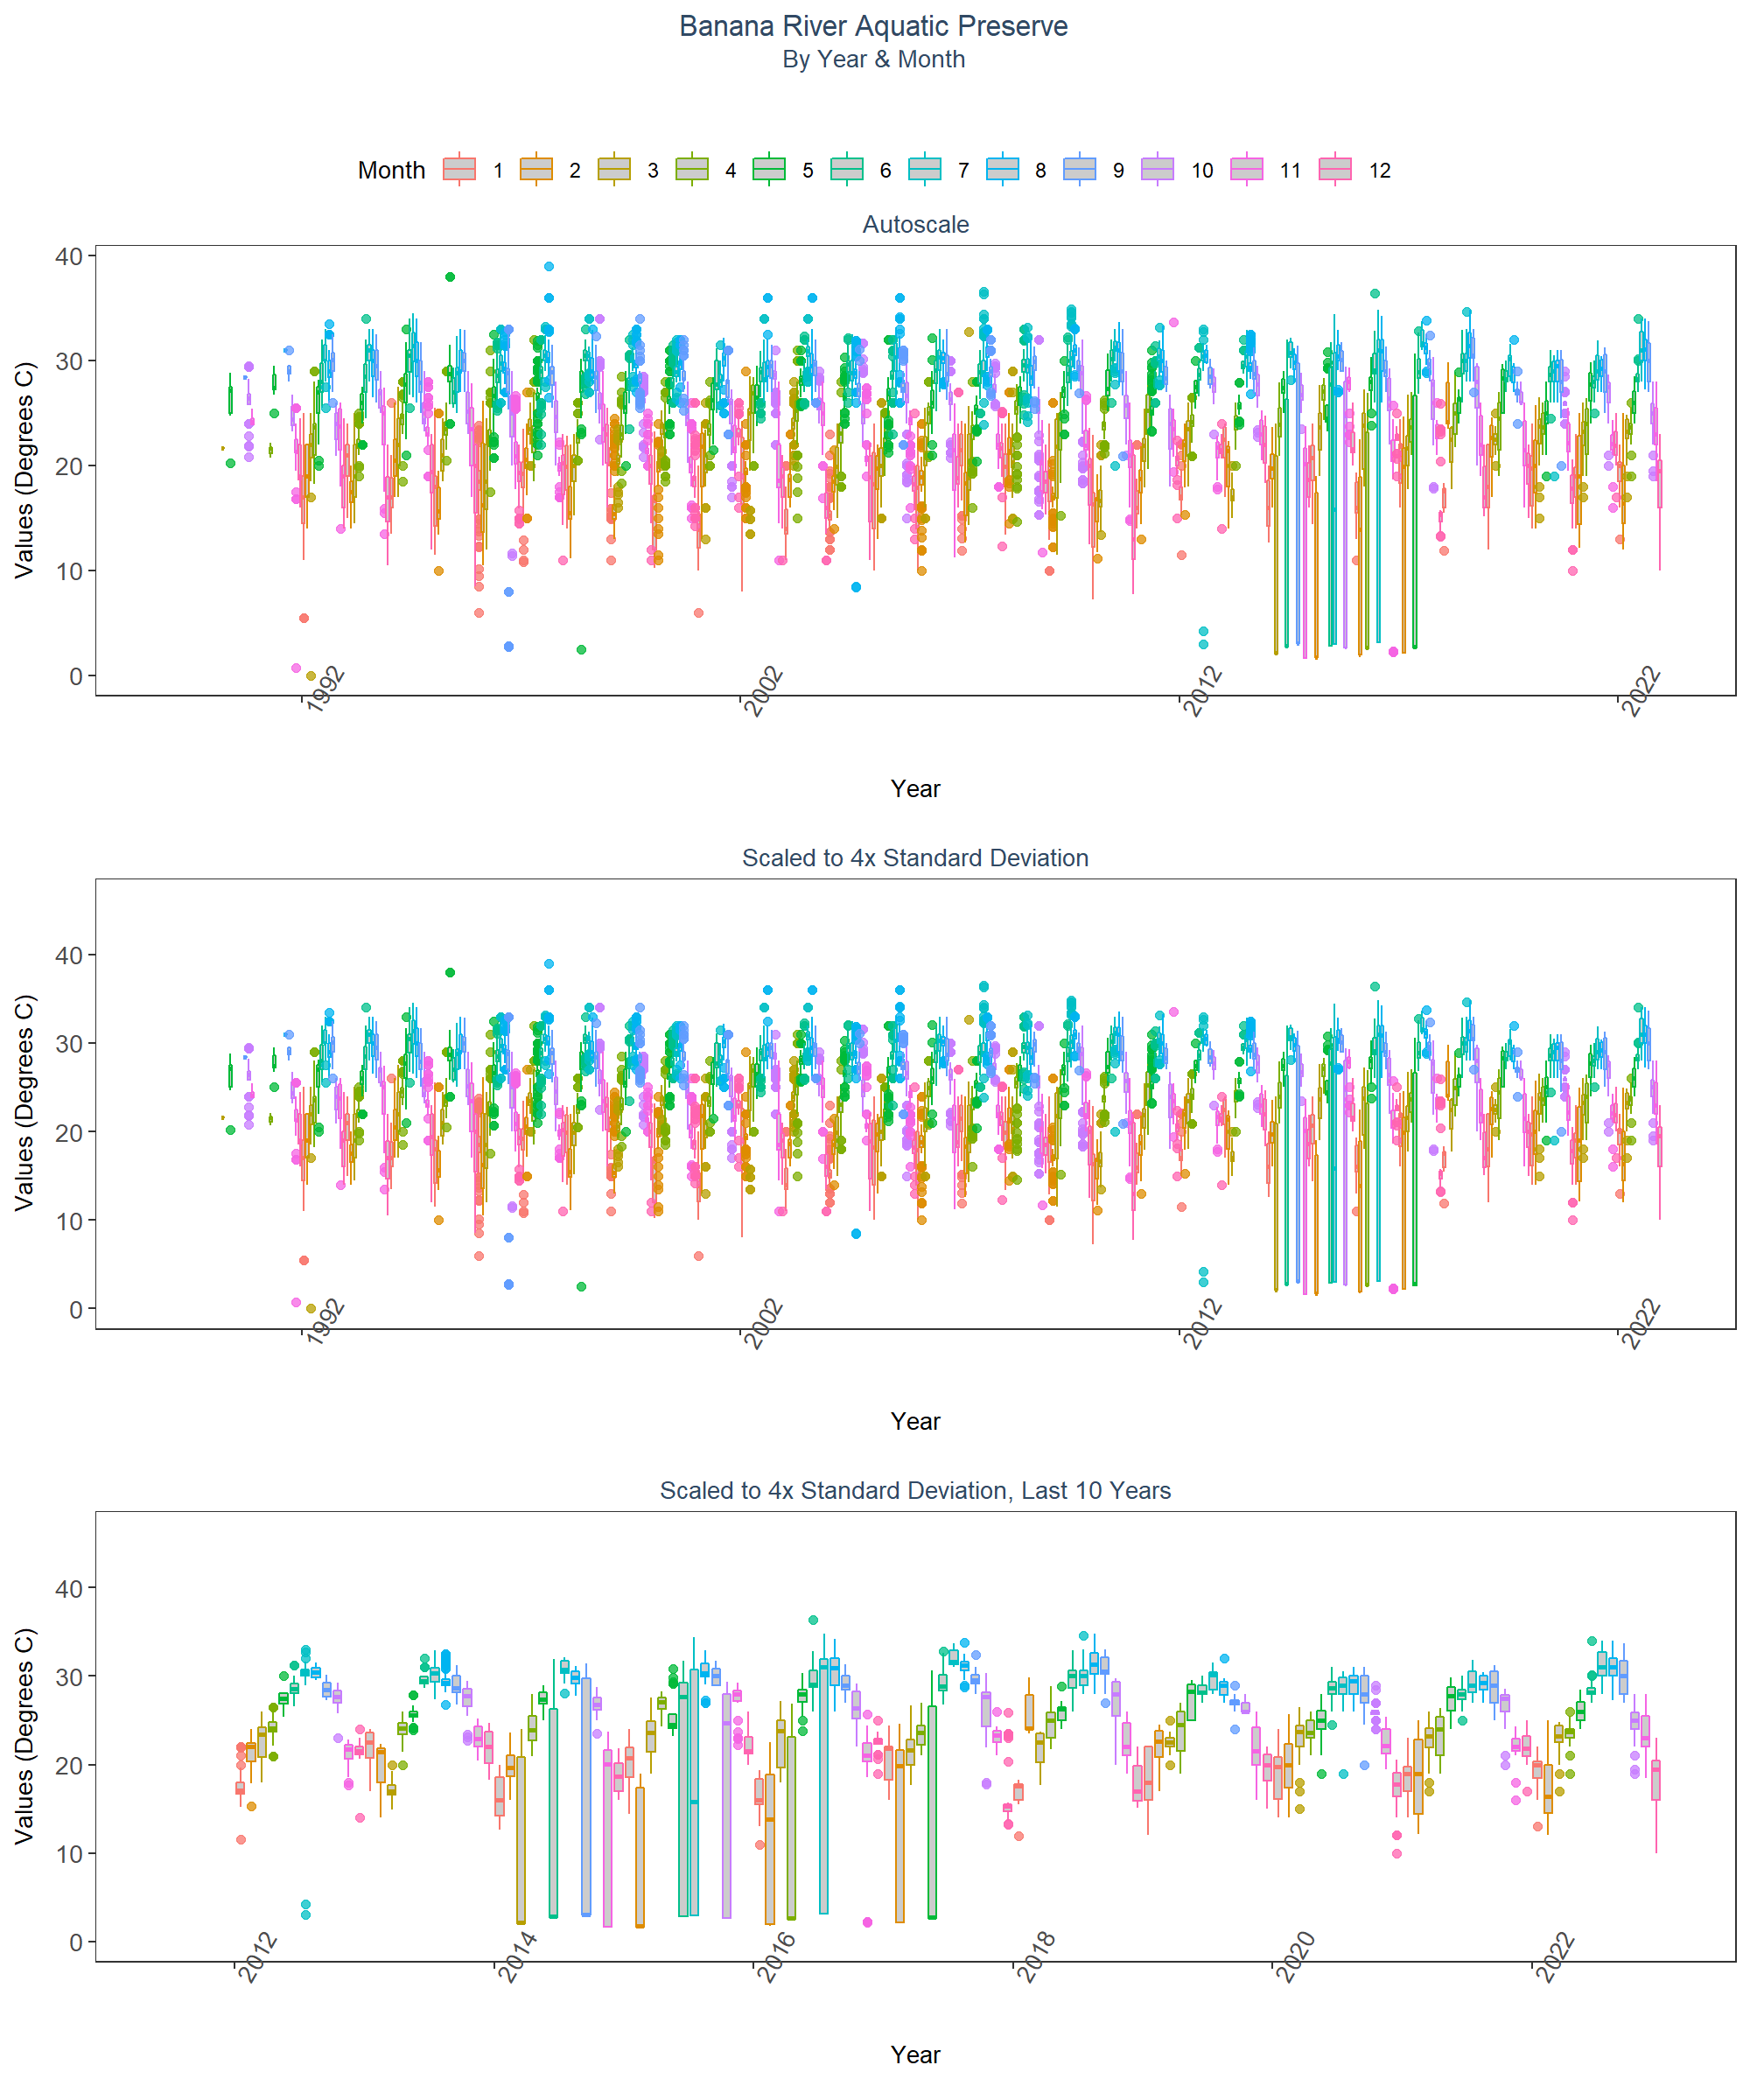 Banana River Aquatic Preserve
By Year & Month
Month 1 2 3 4 5 6 7 8 9 10 11 12
Autoscale
Values (Degrees C)
40
30
20
10
0
1992 2002 2012 2022
Year
Scaled to 4x Standard Deviation
Values (Degrees C)
40
30
20
10
0
1992 2002 2012 2022
Year
Scaled to 4x Standard Deviation, Last 10 Years
Values (Degrees C)
40
30
20
10
0
2012 2014 2016 2018 2020 2022
Year